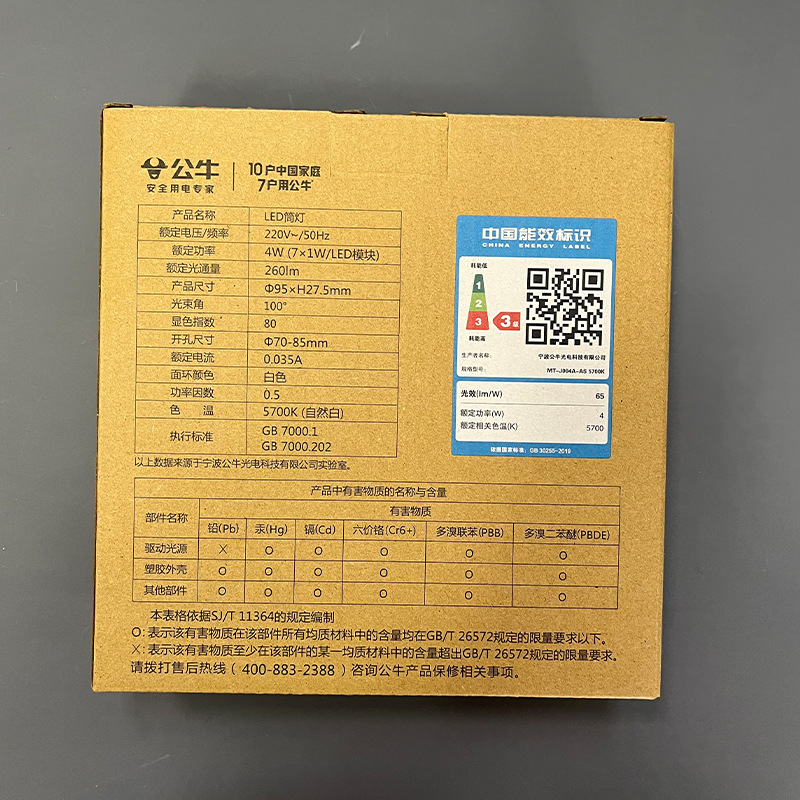 公牛
安全用电专家
10户中国家庭
7户用公牛
产品名称 LED筒灯
额定电压/频率 220V~/50Hz
额定功率 4W (7×1W/LED模块)
额定光通量 260lm
产品尺寸 Φ95×H27.5mm
光束角 100°
显色指数 80
开孔尺寸 Φ70-85mm
额定电流 0.035A
面环颜色 白色
功率因数 0.5
色 温 5700K (自然白)
执行标准 GB 7000.1
GB 7000.202
以上数据来源于宁波公牛光电科技有限公司实验室。
中国能效标识
CHINA ENERGY LABEL
耗能低
1
2
3 3级
耗能高
生产者名称: 宁波公牛光电科技有限公司
规格型号: MT-J004A-AS 5700K
光效(lm/W) 65
额定功率(W) 4
额定相关色温(K) 5700
依据国家标准: GB 30255-2019
产品中有害物质的名称与含量
部件名称 有害物质
铅(Pb) 汞(Hg) 镉(Cd) 六价铬(Cr6+) 多溴联苯(PBB) 多溴二苯醚(PBDE)
驱动光源 × O O O O O
塑胶外壳 O O O O O O
其他部件 O O O O O O
本表格依据SJ/T 11364的规定编制
O: 表示该有害物质在该部件所有均质材料中的含量均在GB/T 26572规定的限量要求以下。
×: 表示该有害物质至少在该部件的某一均质材料中的含量超出GB/T 26572规定的限量要求。
请拨打售后热线（400-883-2388）咨询公牛产品保修相关事项。